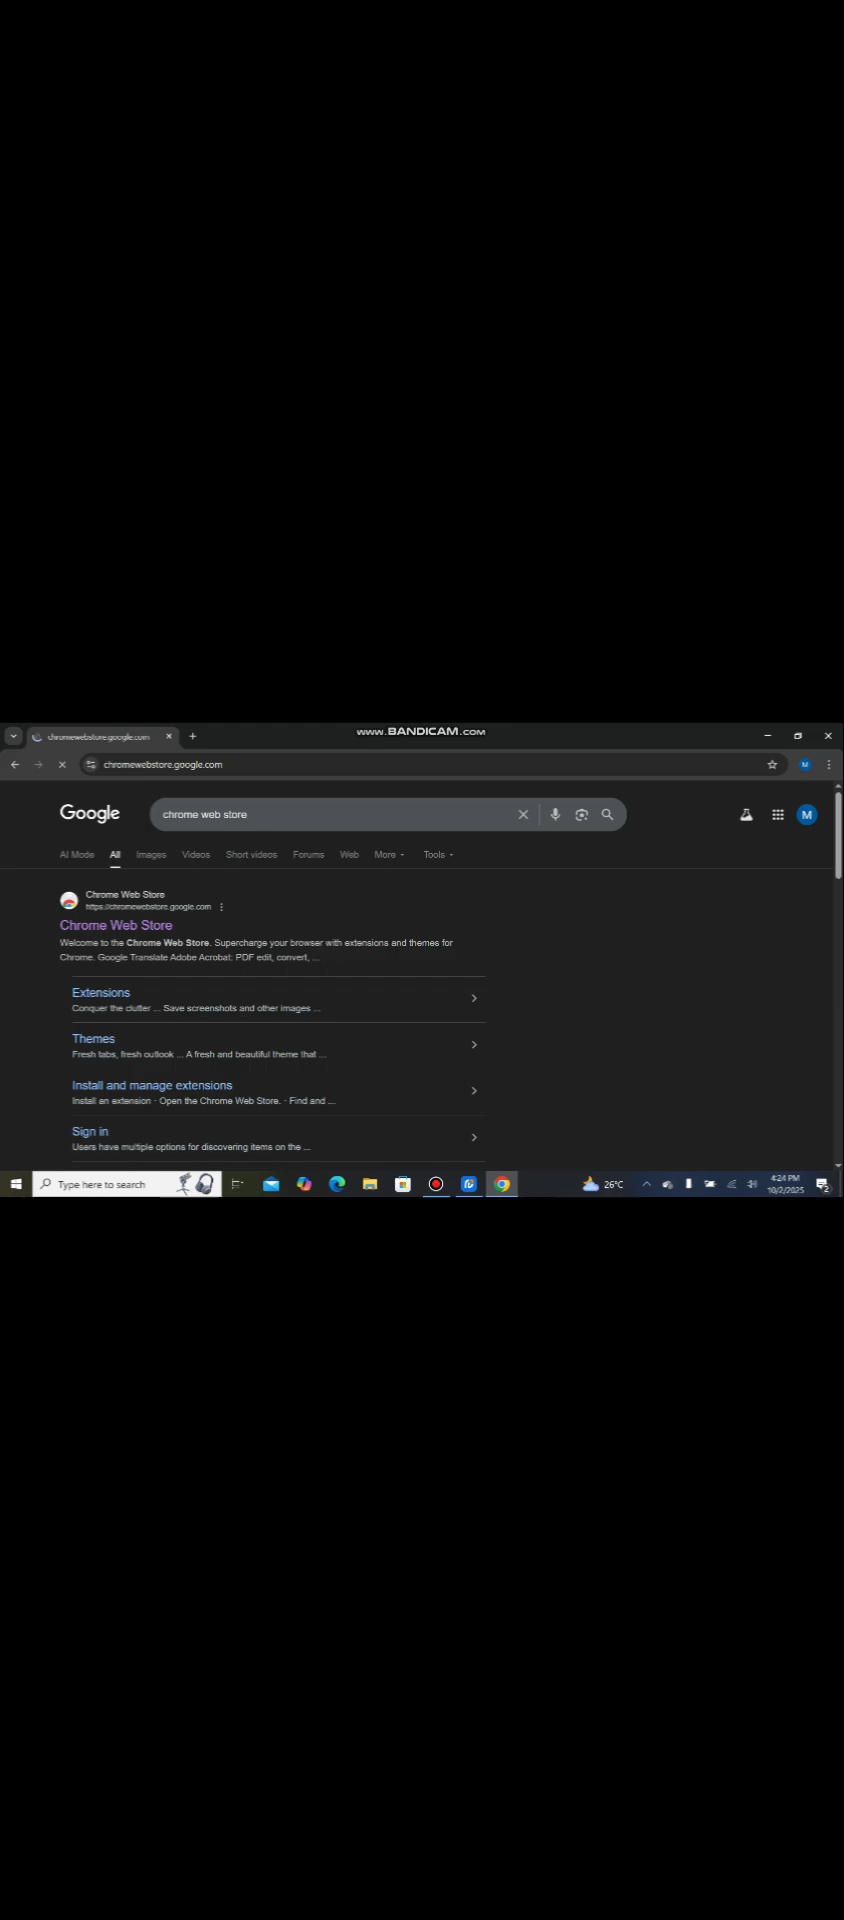 chromewebstore.google.com
www.BANDICAM.com
chromewebstore.google.com
M
Google
chrome web store
M
AI Mode All Images Videos Short videos Forums Web More Tools
Chrome Web Store
https://chromewebstore.google.com
Chrome Web Store
Welcome to the Chrome Web Store. Supercharge your browser with extensions and themes for
Chrome. Google Translate Adobe Acrobat: PDF edit, convert, ...
Extensions
Conquer the clutter ... Save screenshots and other images ...
Themes
Fresh tabs, fresh outlook ... A fresh and beautiful theme that ...
Install and manage extensions
Install an extension · Open the Chrome Web Store. · Find and ...
Sign in
Users have multiple options for discovering items on the ...
Type here to search
26°C
4:24 PM
10/2/2025
2